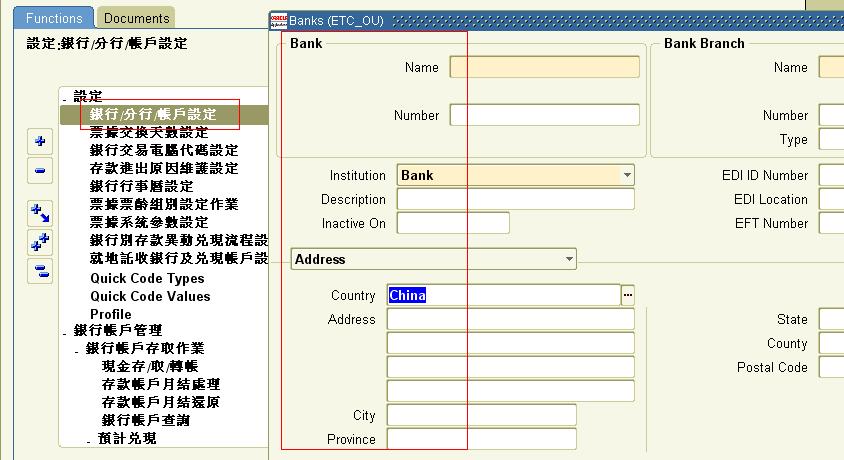 Functions
Documents
設定:銀行/分行/帳戶設定
設定
銀行/分行/帳戶設定
票據交換天數設定
銀行交易電腦代碼設定
存款進出原因維護設定
銀行行事曆設定
票據票齡組別設定作業
票據系統參數設定
銀行別存款異動兌現流程設
就地託收銀行及兌現帳戶設
Quick Code Types
Quick Code Values
Profile
銀行帳戶管理
銀行帳戶存取作業
現金存/取/轉帳
存款帳戶月結處理
存款帳戶月結還原
銀行帳戶查詢
預計兌現
ORACLE
Banks (ETC_OU)
Bank
Name
Number
Institution
Bank
Description
Inactive On
Address
Country
China
Address
City
Province
Bank Branch
Name
Number
Type
EDI ID Number
EDI Location
EFT Number
State
County
Postal Code